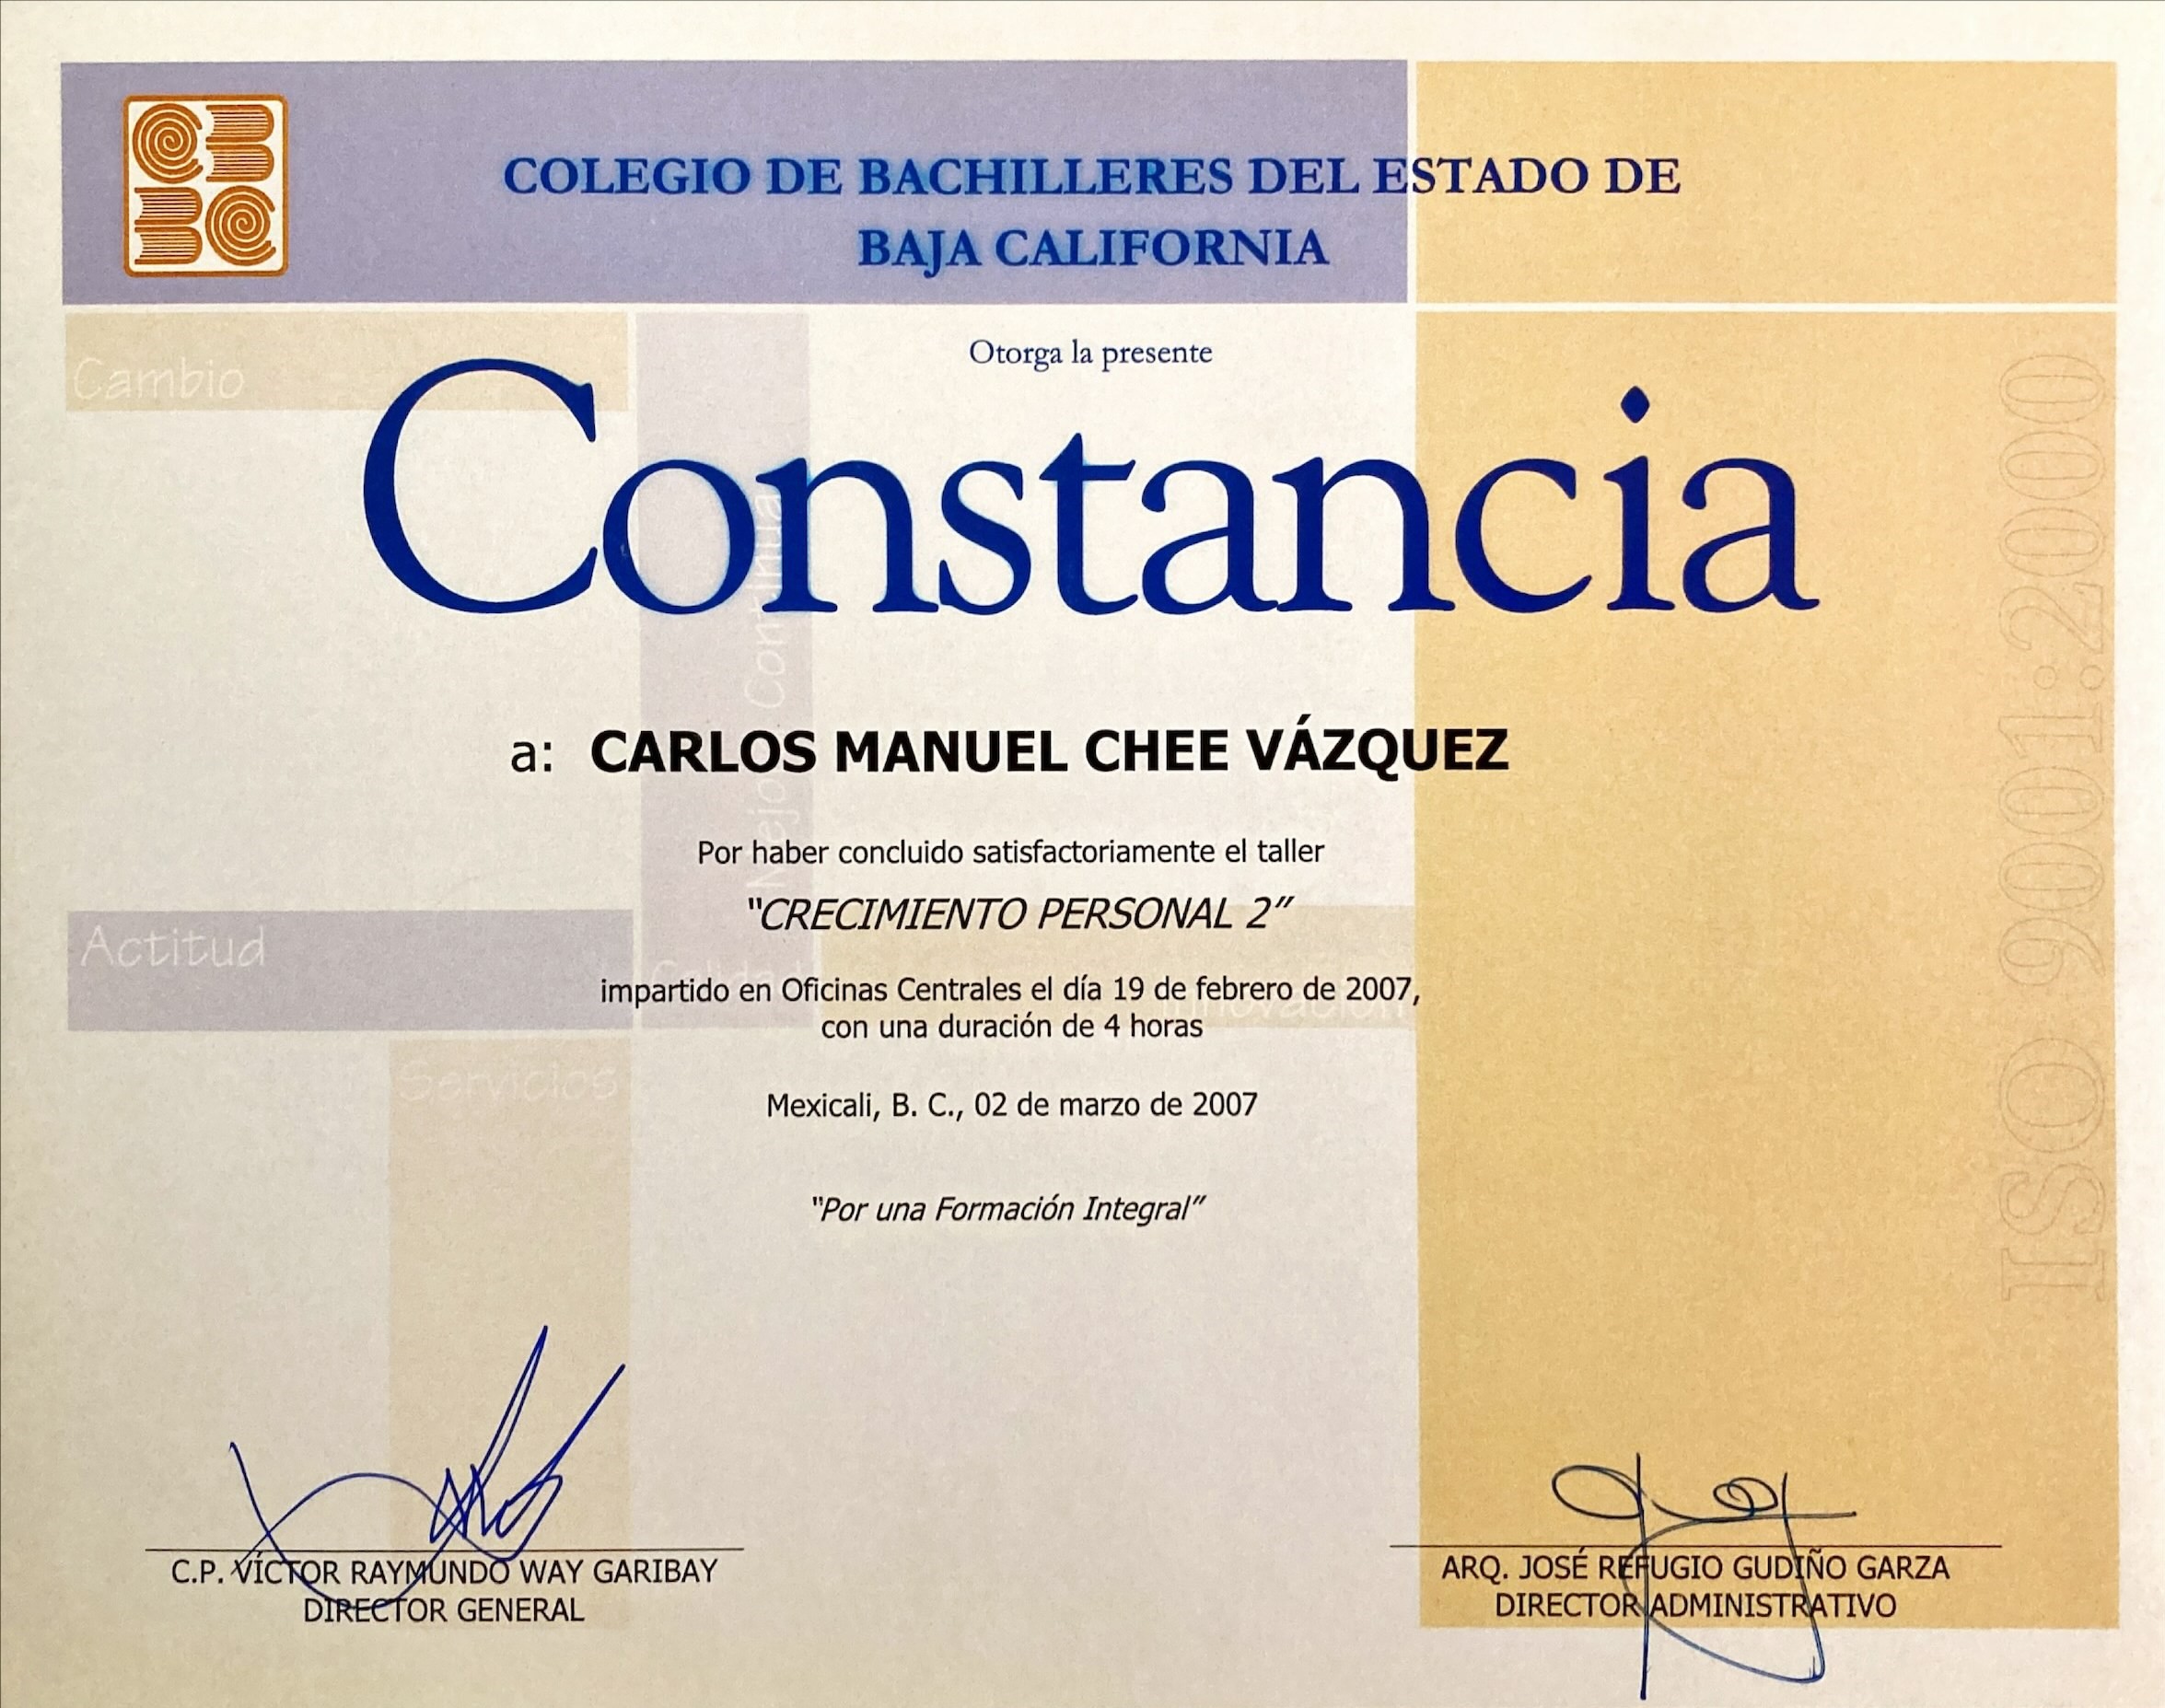 COLEGIO DE BACHILLERES DEL ESTADO DE
BAJA CALIFORNIA
Otorga la presente
Cambio
Constancia
Mejora Continua
a: CARLOS MANUEL CHEE VÁZQUEZ
Por haber concluido satisfactoriamente el taller
“CRECIMIENTO PERSONAL 2”
Actitud
Calidad
impartido en Oficinas Centrales el día 19 de febrero de 2007,
Innovación
con una duración de 4 horas
Servicios
Mexicali, B. C., 02 de marzo de 2007
“Por una Formación Integral”
ISO 9001:2000
C.P. VÍCTOR RAYMUNDO WAY GARIBAY
DIRECTOR GENERAL
ARQ. JOSÉ REFUGIO GUDIÑO GARZA
DIRECTOR ADMINISTRATIVO